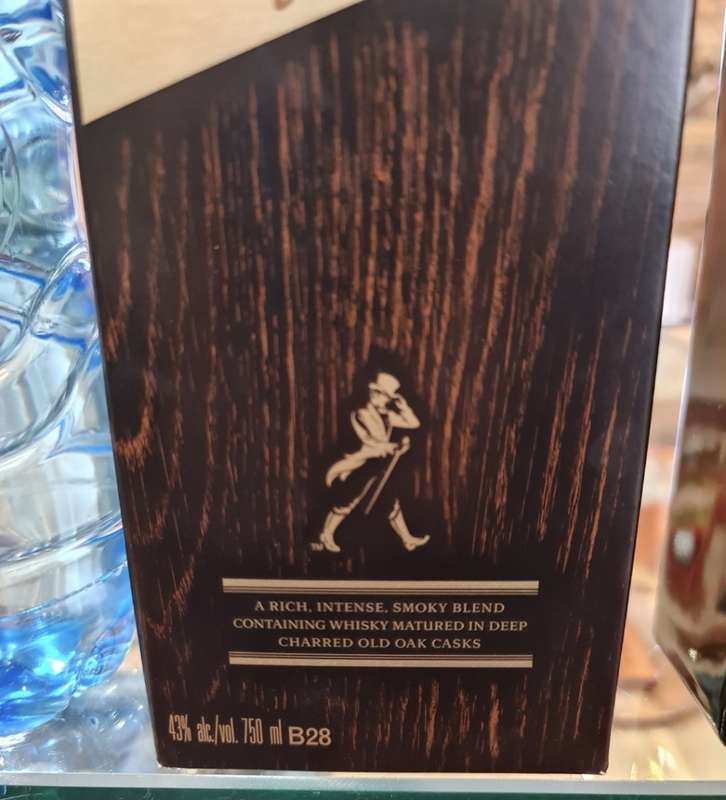 TM
A RICH, INTENSE, SMOKY BLEND
CONTAINING WHISKY MATURED IN DEEP
CHARRED OLD OAK CASKS
43% alc./vol. 750 ml B28